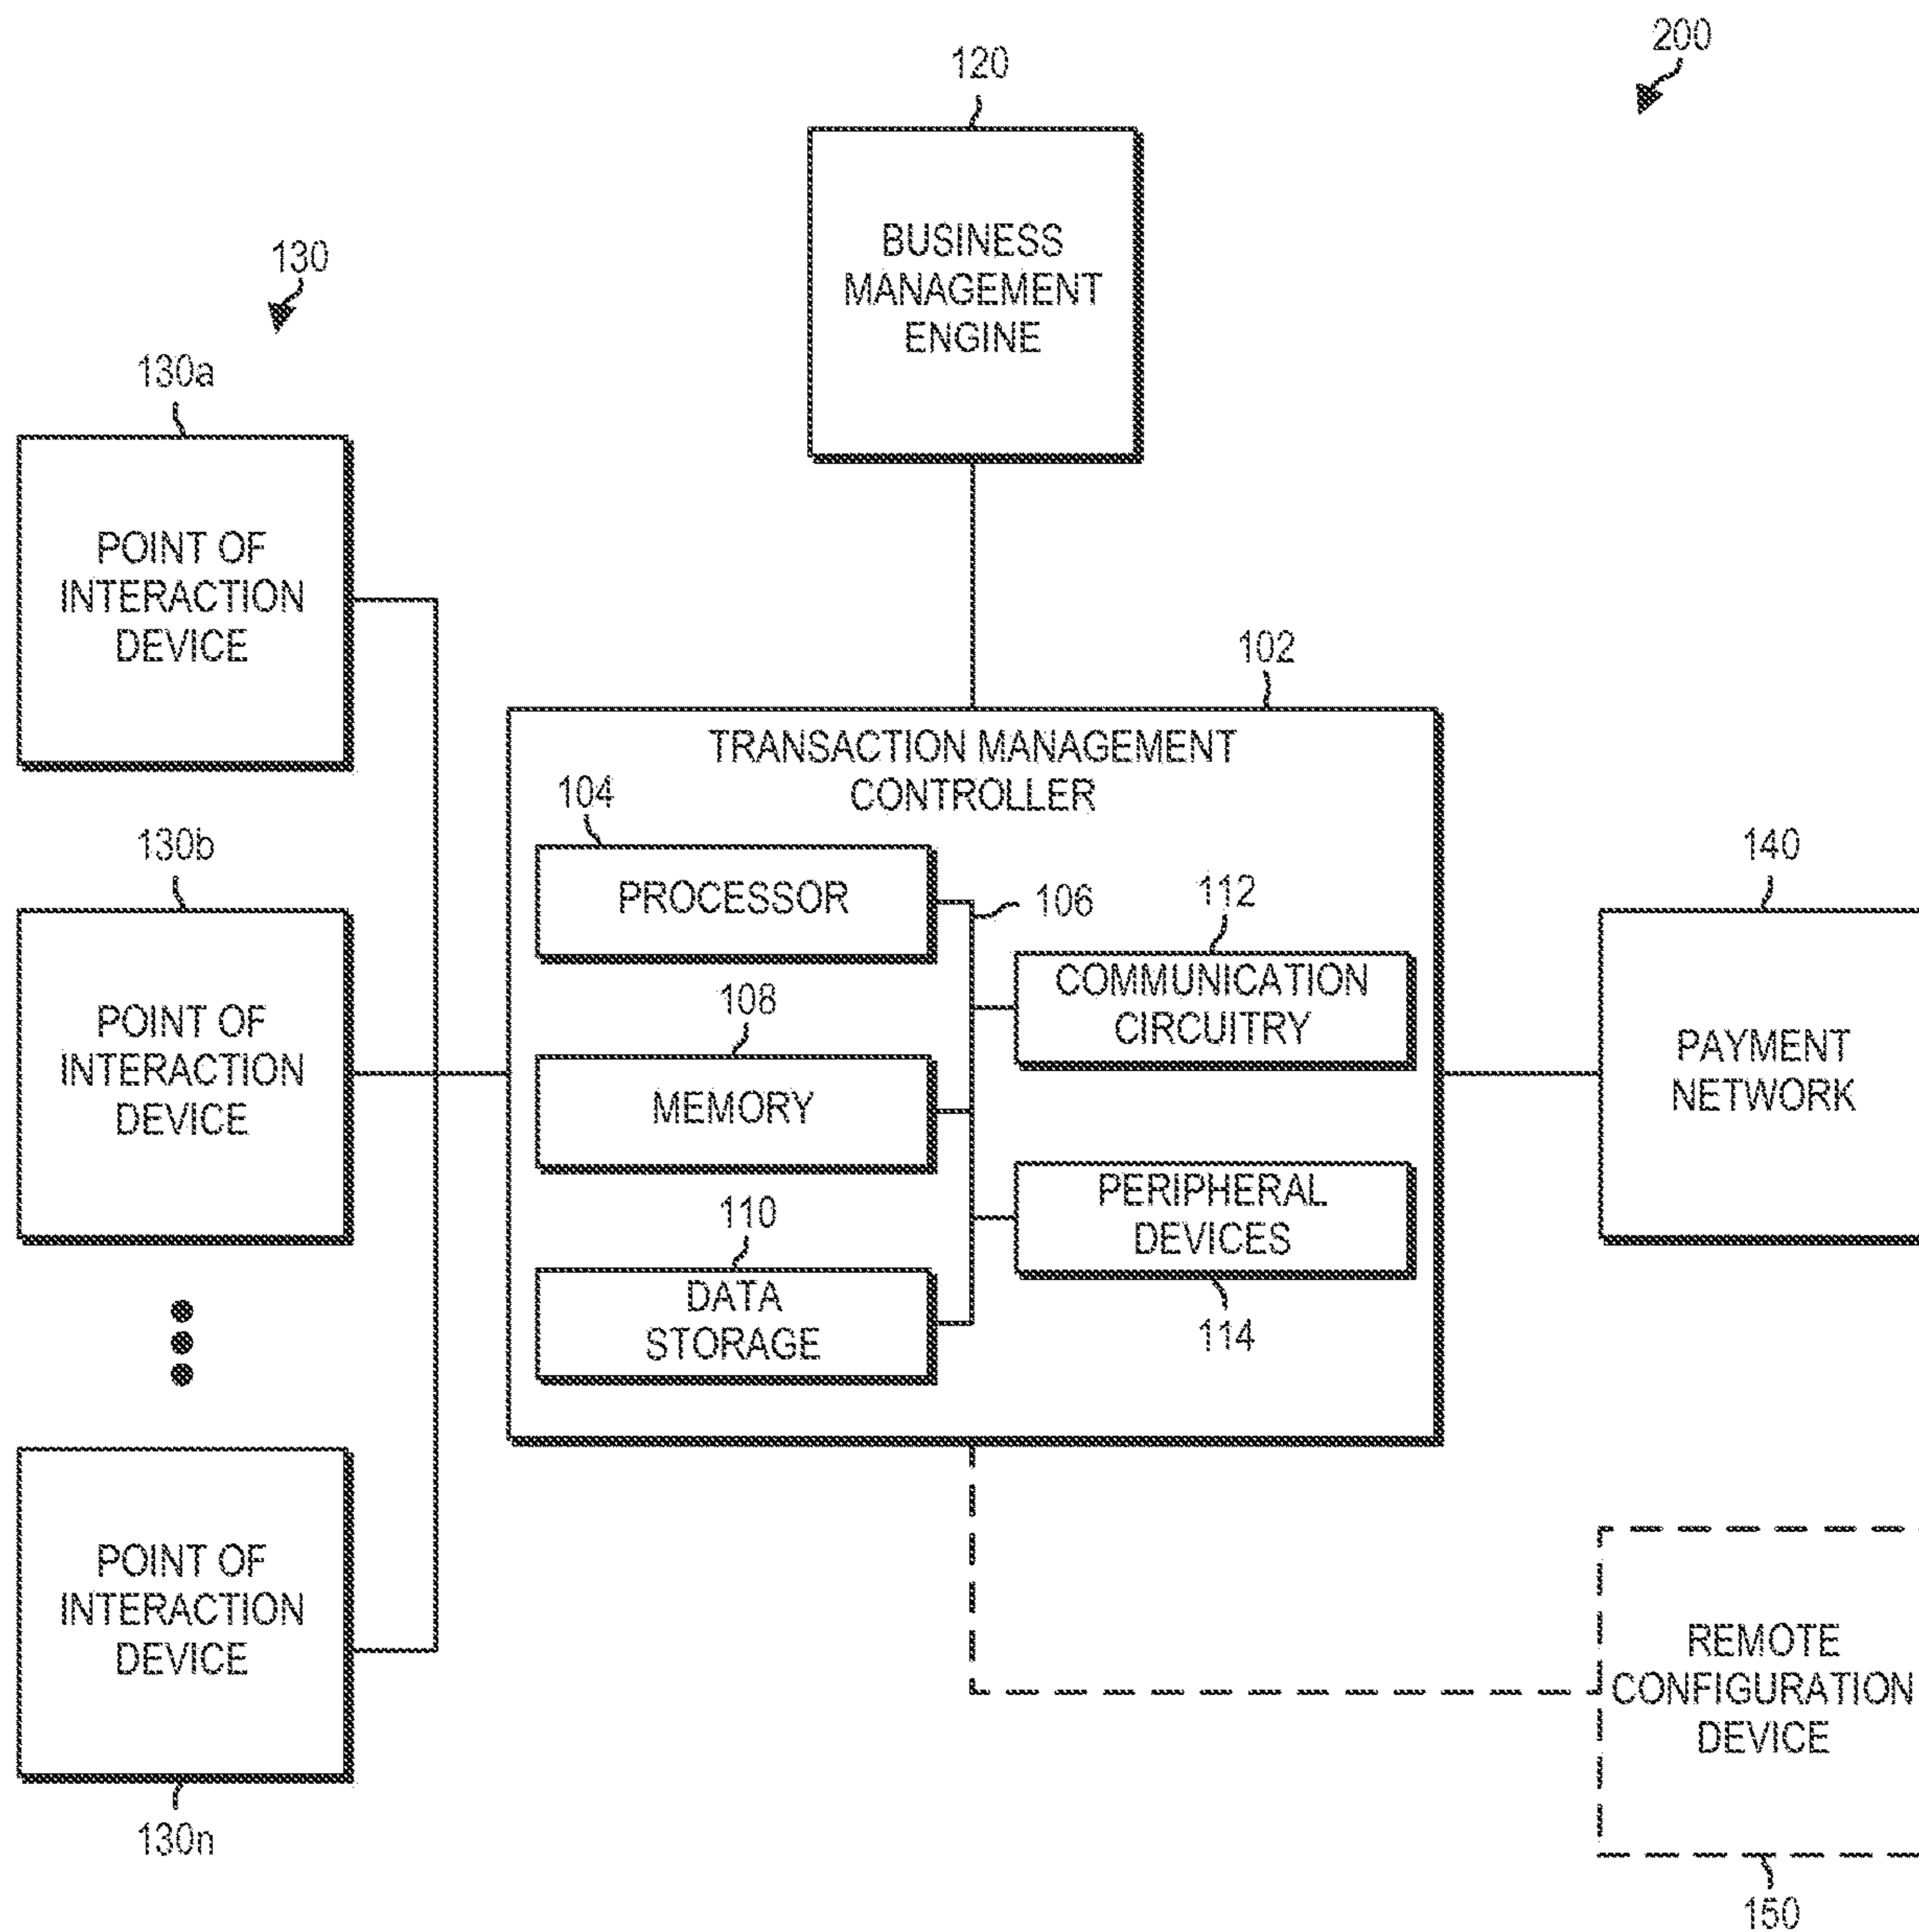 200
120
BUSINESS
MANAGEMENT
ENGINE
130
130a
POINT OF
INTERACTION
DEVICE
102
TRANSACTION MANAGEMENT
CONTROLLER
104
PROCESSOR
106
112
COMMUNICATION
CIRCUITRY
108
MEMORY
PERIPHERAL
DEVICES
114
110
DATA
STORAGE
130b
POINT OF
INTERACTION
DEVICE
140
PAYMENT
NETWORK
POINT OF
INTERACTION
DEVICE
130n
REMOTE
CONFIGURATION
DEVICE
150